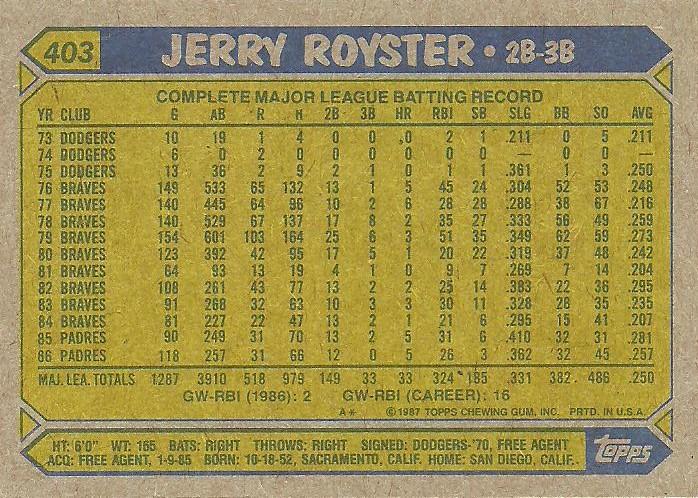 403 JERRY ROYSTER • 2B-3B
COMPLETE MAJOR LEAGUE BATTING RECORD
YR CLUB G AB R H 2B 3B HR RBI SB SLG BB SO AVG
73 DODGERS 10 19 1 4 0 0 0 2 1 .211 0 5 .211
74 DODGERS 6 0 2 0 0 0 0 0 0 — 0 0 —
75 DODGERS 13 36 2 9 2 1 0 1 1 .361 1 3 .250
76 BRAVES 149 533 65 132 13 1 5 45 24 .304 52 53 .248
77 BRAVES 140 445 64 96 10 2 6 28 28 .288 38 67 .216
78 BRAVES 140 529 67 137 17 8 2 35 27 .333 56 49 .259
79 BRAVES 154 601 103 164 25 6 3 51 35 .349 62 59 .273
80 BRAVES 123 392 42 95 17 5 1 20 22 .319 37 48 .242
81 BRAVES 64 93 13 19 4 1 0 9 7 .269 7 14 .204
82 BRAVES 108 261 43 77 13 2 2 25 14 .383 22 36 .295
83 BRAVES 91 268 32 63 10 3 3 30 11 .328 28 35 .235
84 BRAVES 81 227 22 47 13 2 1 21 6 .295 15 41 .207
85 PADRES 90 249 31 70 13 2 5 31 6 .410 32 31 .281
86 PADRES 118 257 31 66 12 0 5 26 3 .362 32 45 .257
MAJ. LEA. TOTALS 1287 3910 518 979 149 33 33 324 185 .331 382 486 .250
GW-RBI (1986): 2 GW-RBI (CAREER): 16
A* ©1987 TOPPS CHEWING GUM, INC. PRTD. IN U.S.A.
HT: 6'0" WT: 165 BATS: RIGHT THROWS: RIGHT SIGNED: DODGERS-'70, FREE AGENT
ACQ: FREE AGENT, 1-9-85 BORN: 10-18-52, SACRAMENTO, CALIF. HOME: SAN DIEGO, CALIF.
Topps